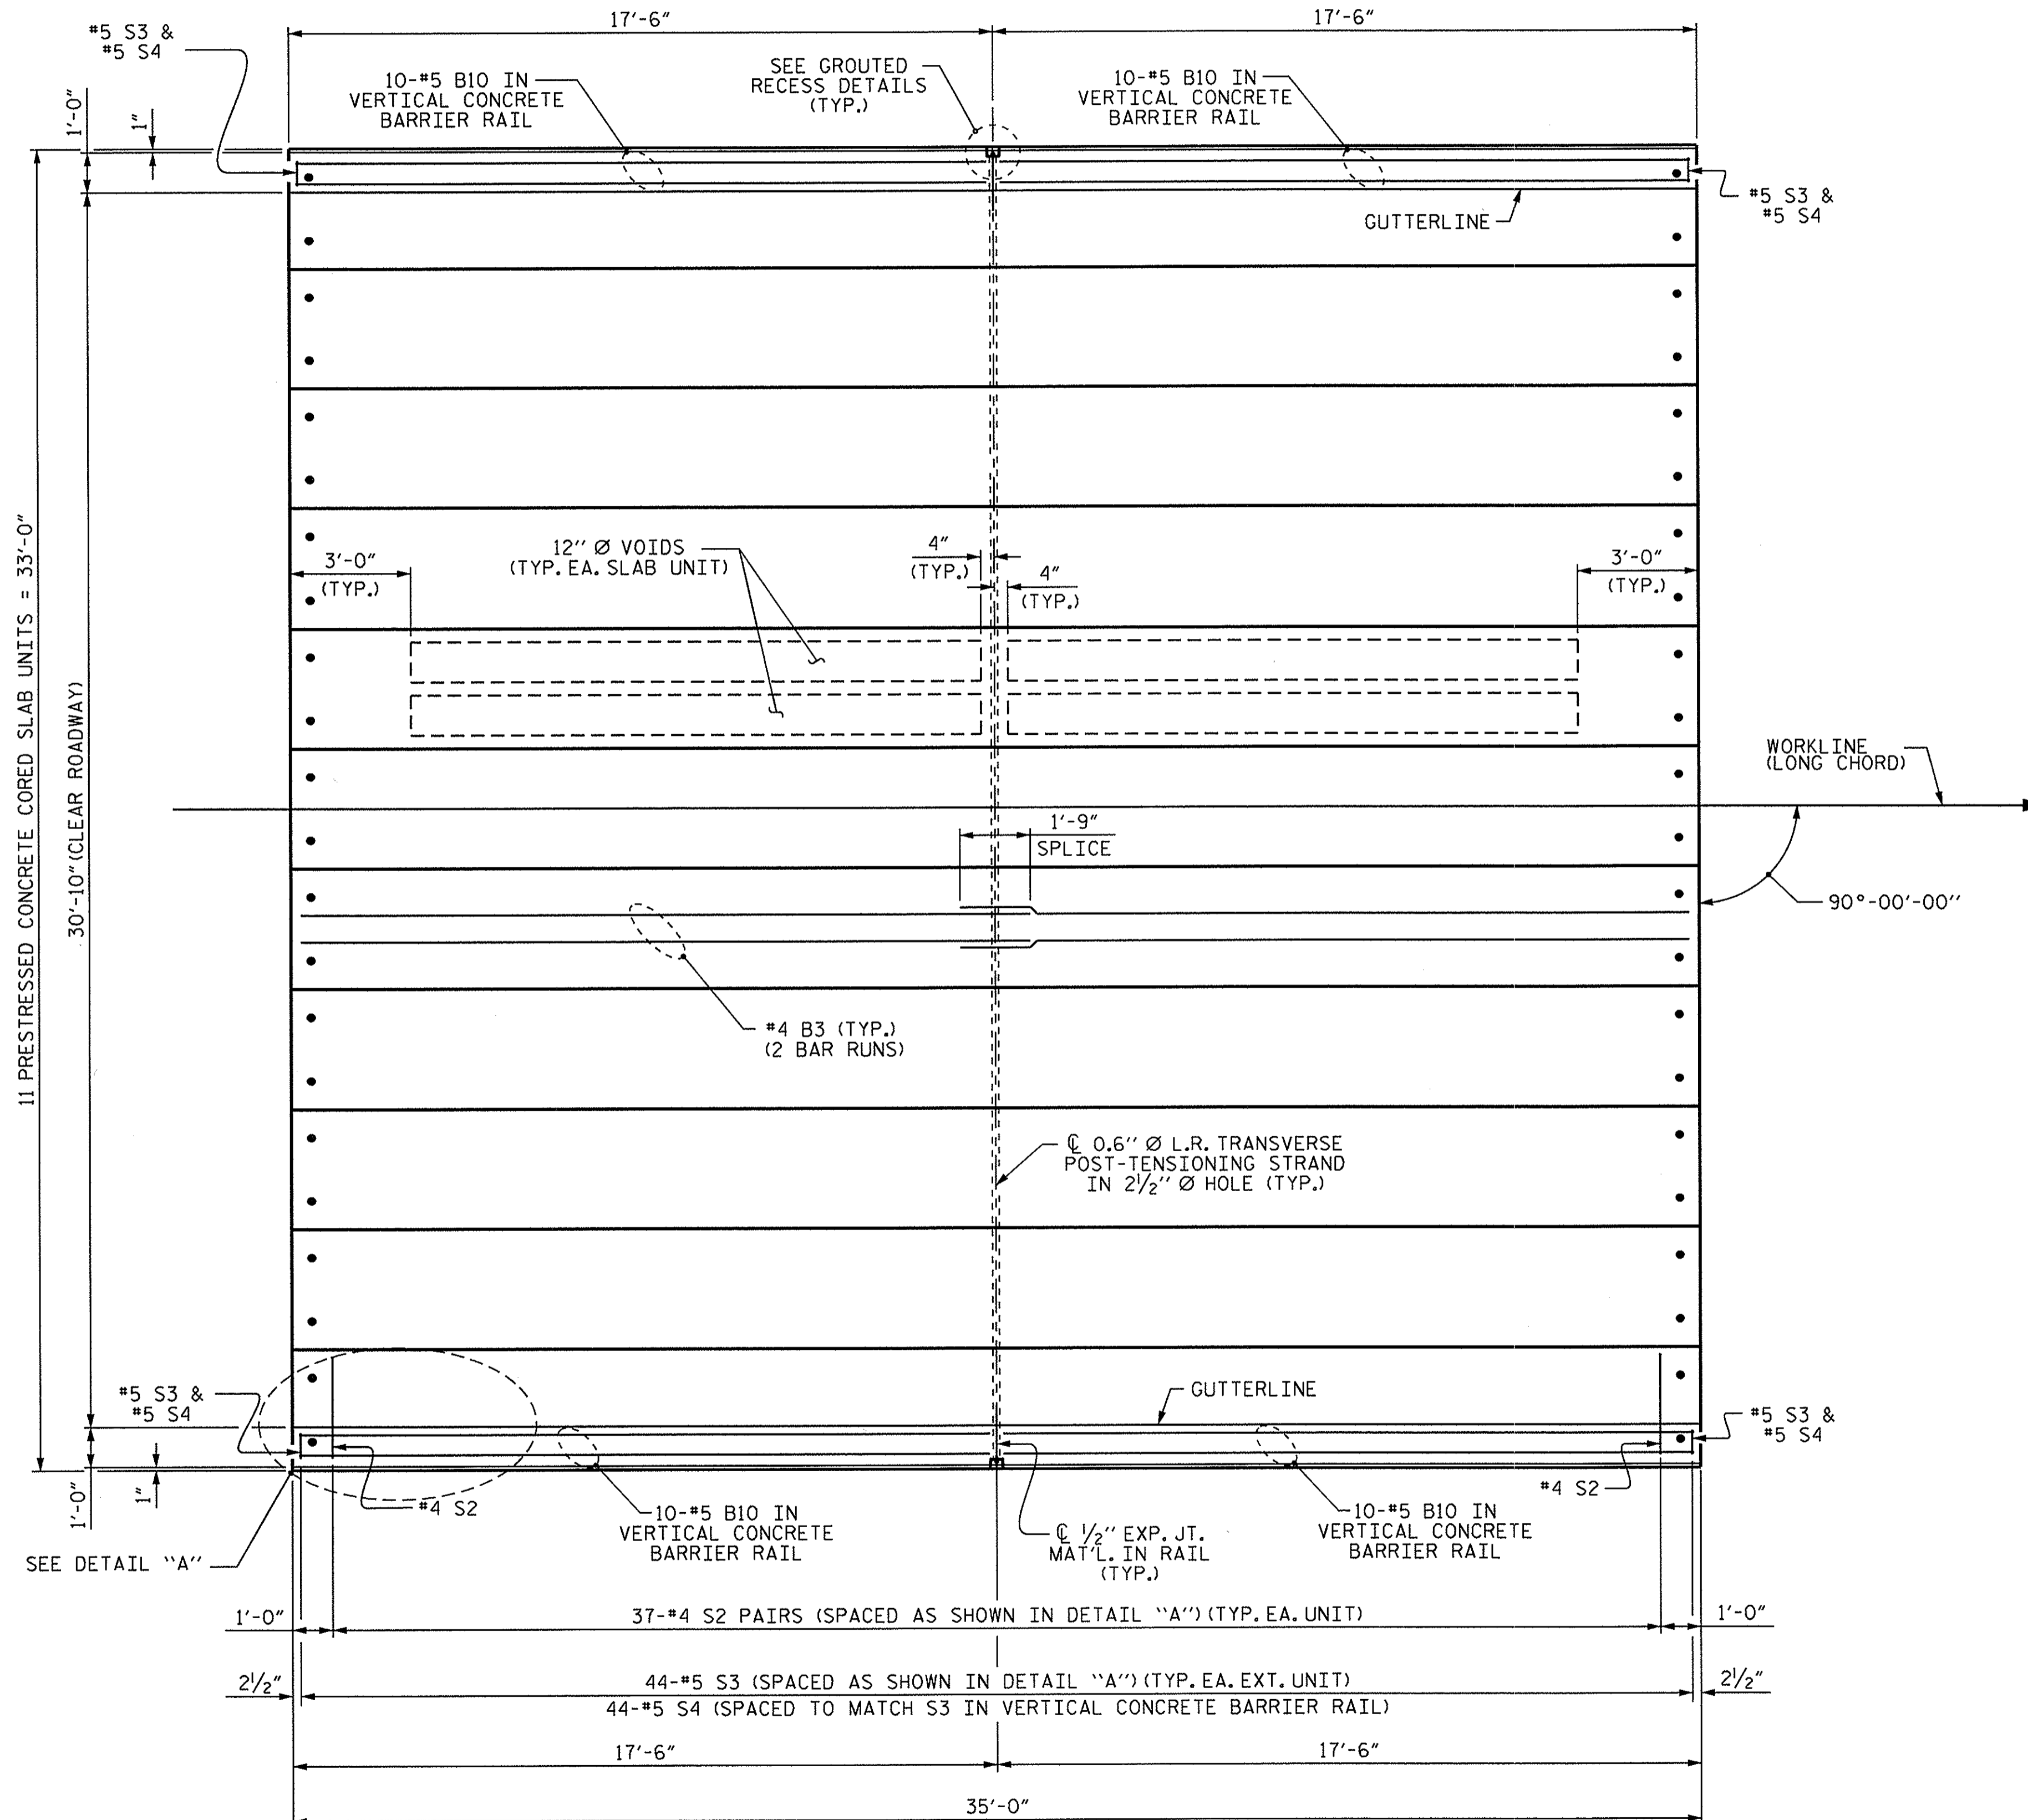 17'-6"
17'-6"
#5 S3 &
#5 S4
10-#5 B10 IN
VERTICAL CONCRETE
BARRIER RAIL
SEE GROUTED
RECESS DETAILS
(TYP.)
10-#5 B10 IN
VERTICAL CONCRETE
BARRIER RAIL
1'-0"
1"
#5 S3 &
#5 S4
GUTTERLINE
11 PRESTRESSED CONCRETE CORED SLAB UNITS = 33'-0"
30'-10" (CLEAR ROADWAY)
3'-0"
(TYP.)
12" Ø VOIDS
(TYP. EA. SLAB UNIT)
4"
(TYP.)
4"
(TYP.)
3'-0"
(TYP.)
WORKLINE
(LONG CHORD)
1'-9"
SPLICE
90°-00'-00"
#4 B3 (TYP.)
(2 BAR RUNS)
℄ 0.6" Ø L.R. TRANSVERSE
POST-TENSIONING STRAND
IN 2½" Ø HOLE (TYP.)
#5 S3 &
#5 S4
GUTTERLINE
#5 S3 &
#5 S4
1'-0"
1"
#4 S2
#4 S2
10-#5 B10 IN
VERTICAL CONCRETE
BARRIER RAIL
℄ ½" EXP. JT.
MAT'L. IN RAIL
(TYP.)
10-#5 B10 IN
VERTICAL CONCRETE
BARRIER RAIL
SEE DETAIL "A"
1'-0"
37-#4 S2 PAIRS (SPACED AS SHOWN IN DETAIL "A") (TYP. EA. UNIT)
1'-0"
2½"
44-#5 S3 (SPACED AS SHOWN IN DETAIL "A") (TYP. EA. EXT. UNIT)
44-#5 S4 (SPACED TO MATCH S3 IN VERTICAL CONCRETE BARRIER RAIL)
2½"
17'-6"
17'-6"
35'-0"